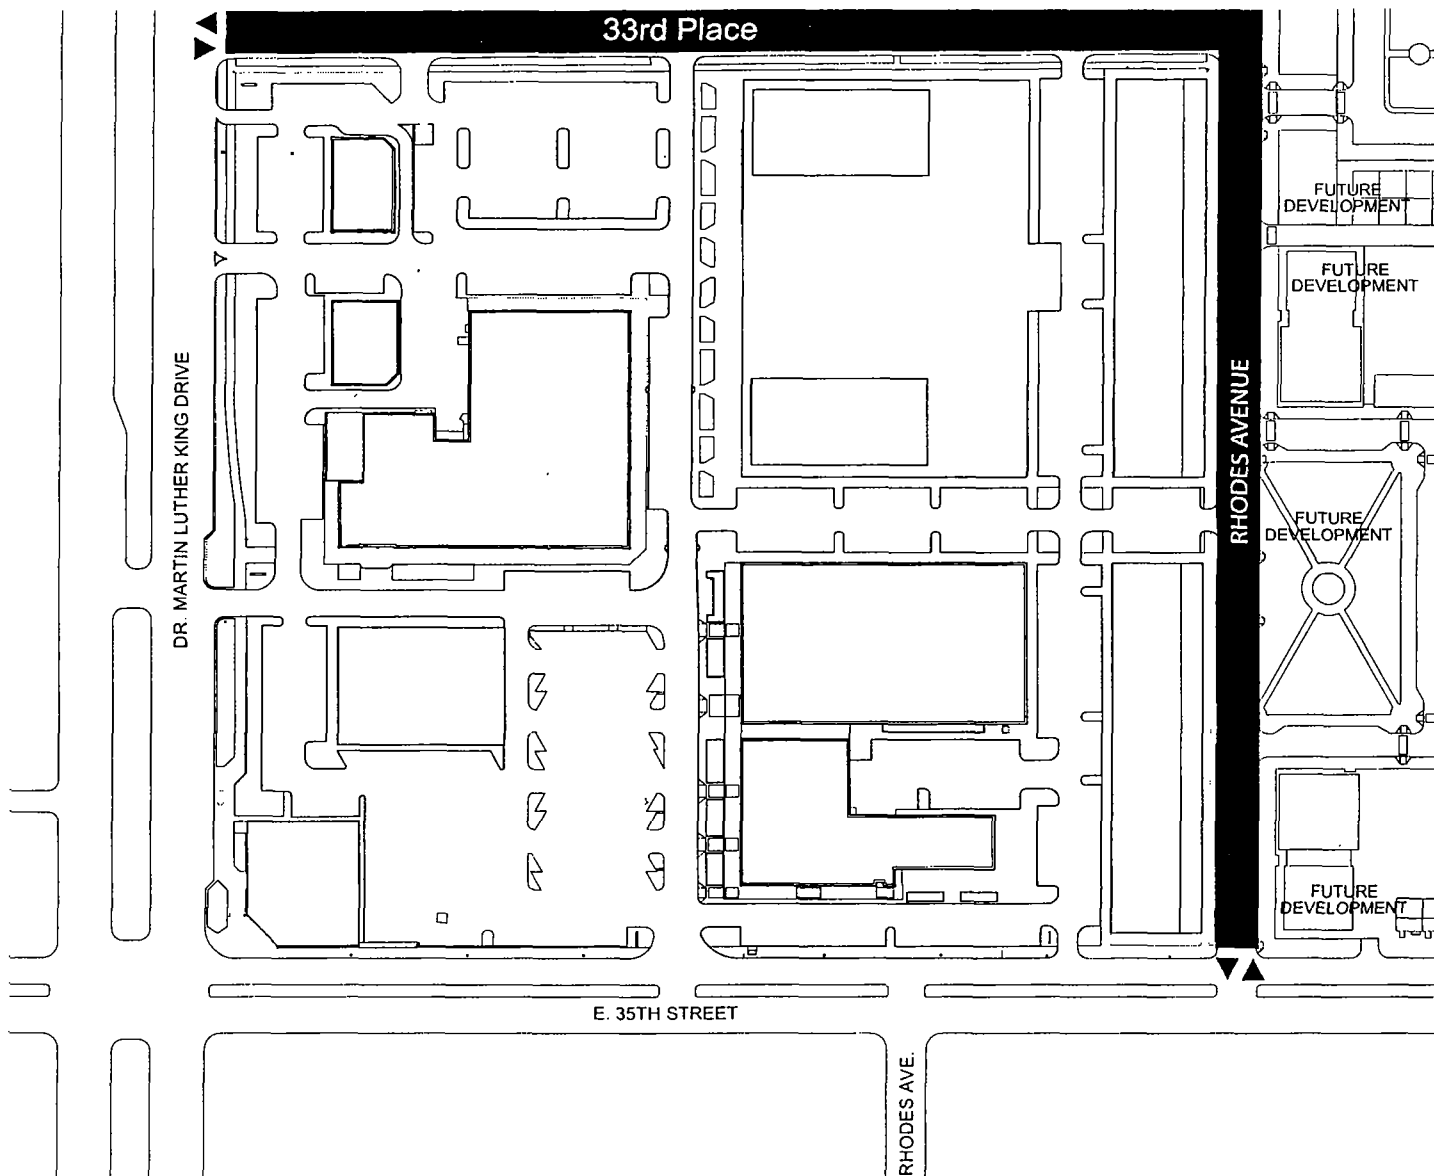 33rd Place
FUTURE
DEVELOPMENT
FUTURE
DEVELOPMENT
DR. MARTIN LUTHER KING DRIVE
RHODES AVENUE
FUTURE
DEVELOPMENT
FUTURE
DEVELOPMENT
E. 35TH STREET
RHODES AVE.